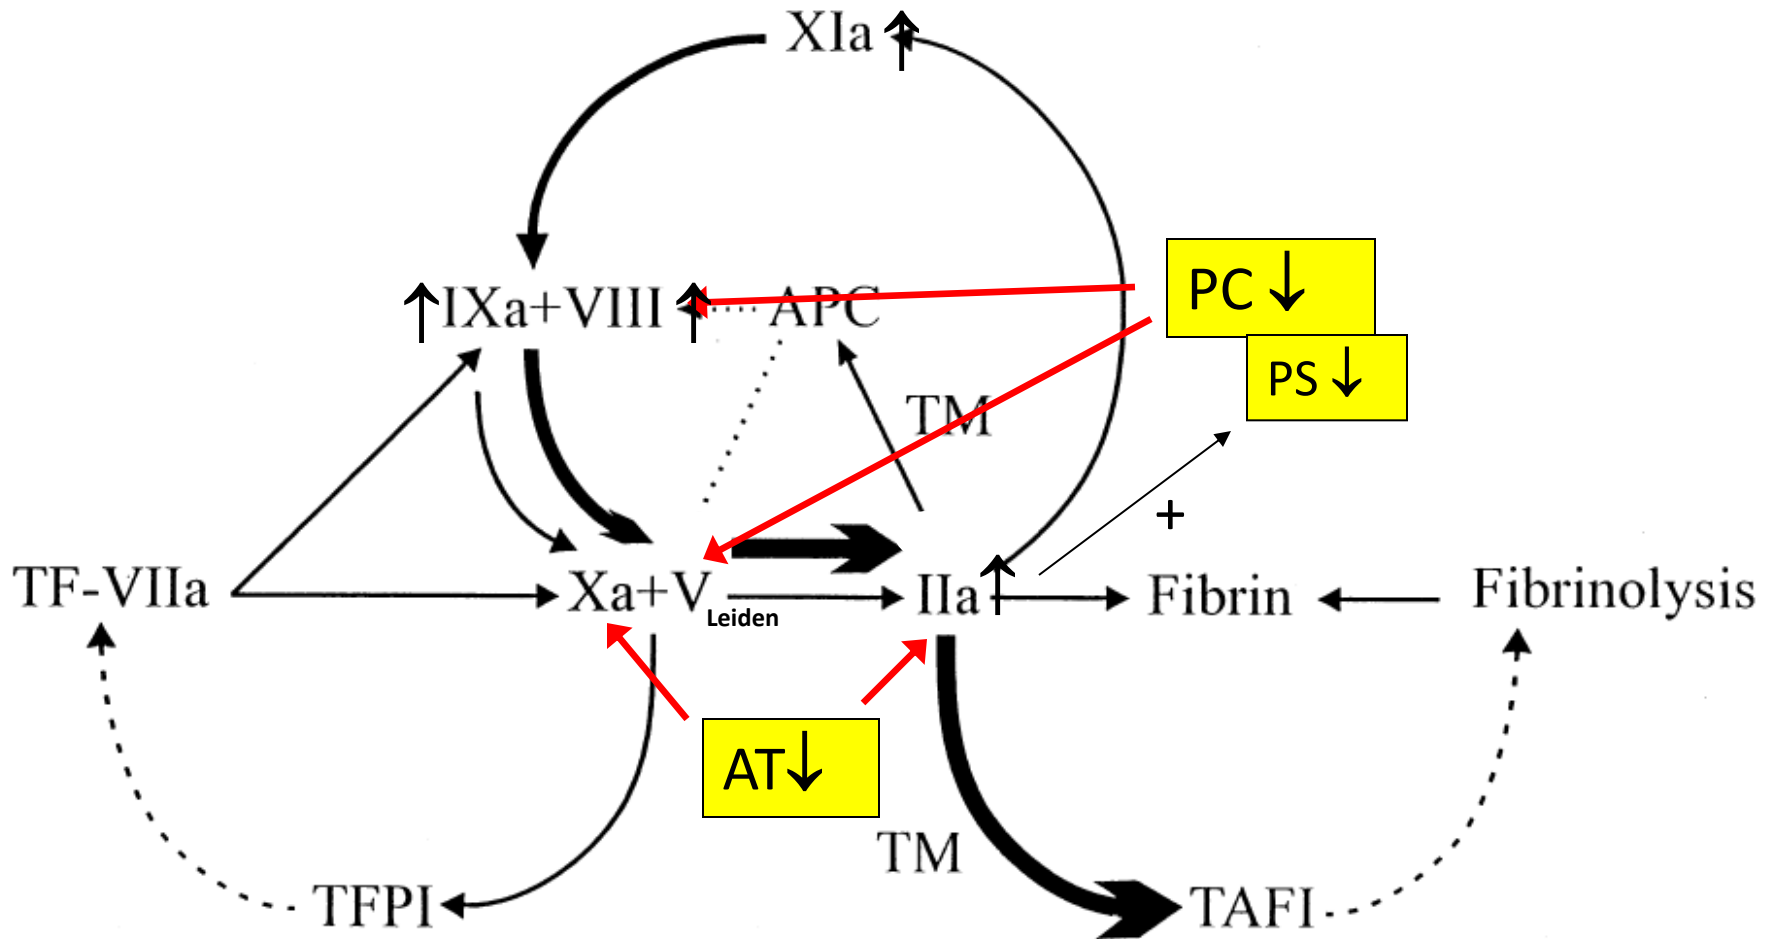 XIa ↑
↑ IXa+VIII ↑
APC
PC ↓
PS ↓
TM
+
TF-VIIa
Xa+V Leiden
IIa ↑
Fibrin
Fibrinolysis
AT ↓
TM
TFPI
TAFI